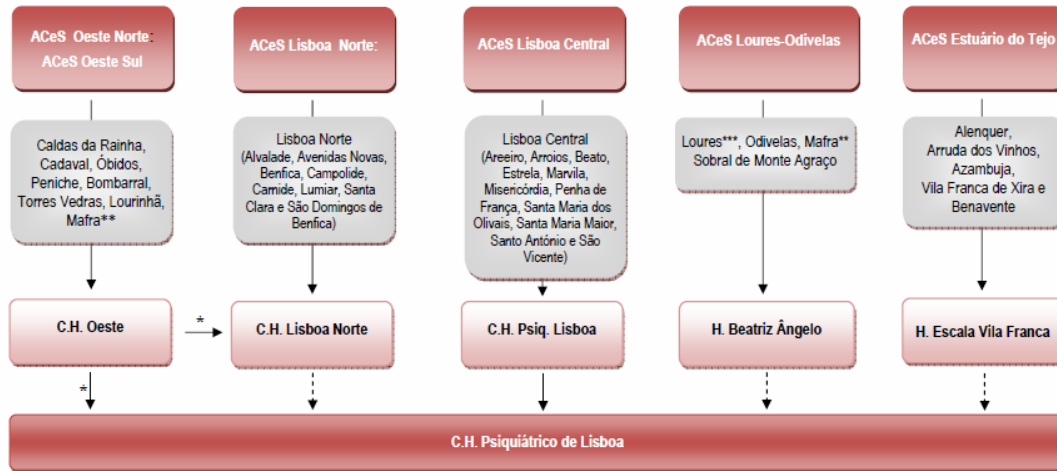 ACeS Oeste Norte:
ACeS Oeste Sul
ACeS Lisboa Norte:
ACeS Lisboa Central
ACeS Loures-Odivelas
ACeS Estuário do Tejo
Caldas da Rainha,
Cadaval, Óbidos,
Peniche, Bombarral,
Torres Vedras, Lourinhã,
Mafra**
Lisboa Norte
(Alvalade, Avenidas Novas,
Benfica, Campolide,
Carnide, Lumiar, Santa
Clara e São Domingos de
Benfica)
Lisboa Central
(Areeiro, Arroios, Beato,
Estrela, Marvila,
Misericórdia, Penha de
França, Santa Maria dos
Olivais, Santa Maria Maior,
Santo António e São
Vicente)
Loures***, Odivelas, Mafra**
Sobral de Monte Agraço
Alenquer,
Arruda dos Vinhos,
Azambuja,
Vila Franca de Xira e
Benavente
C.H. Oeste
*
C.H. Lisboa Norte
C.H. Psiq. Lisboa
H. Beatriz Ângelo
H. Escala Vila Franca
*
C.H. Psiquiátrico de Lisboa